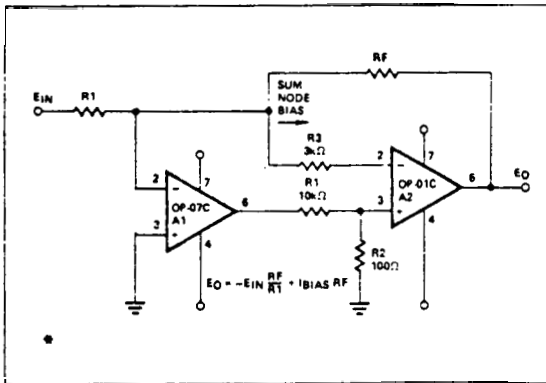 RF
EIN
R1
SUM
NODE
BIAS
R3
3kΩ
2
−
7
OP-01C
A2
6
EO
3
+
4
R1
10kΩ
2
−
7
OP-07C
A1
6
3
+
4
R2
100Ω
EO = −EIN RF/R1 + IBIAS RF
*